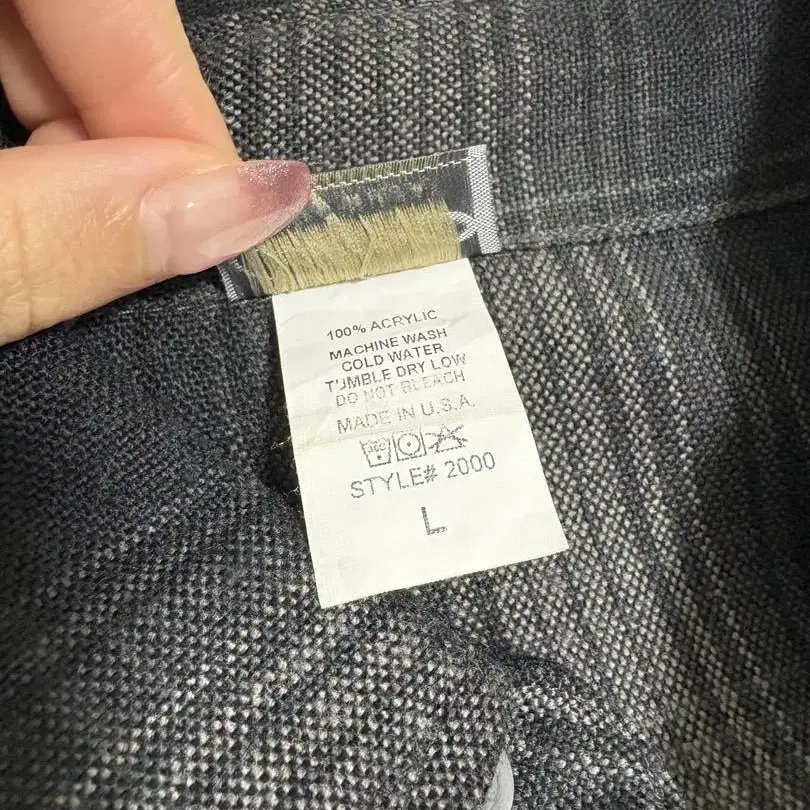 100% ACRYLIC
MACHINE WASH
COLD WATER
TUMBLE DRY LOW
DO NOT BLEACH
MADE IN U.S.A.
STYLE# 2000
L